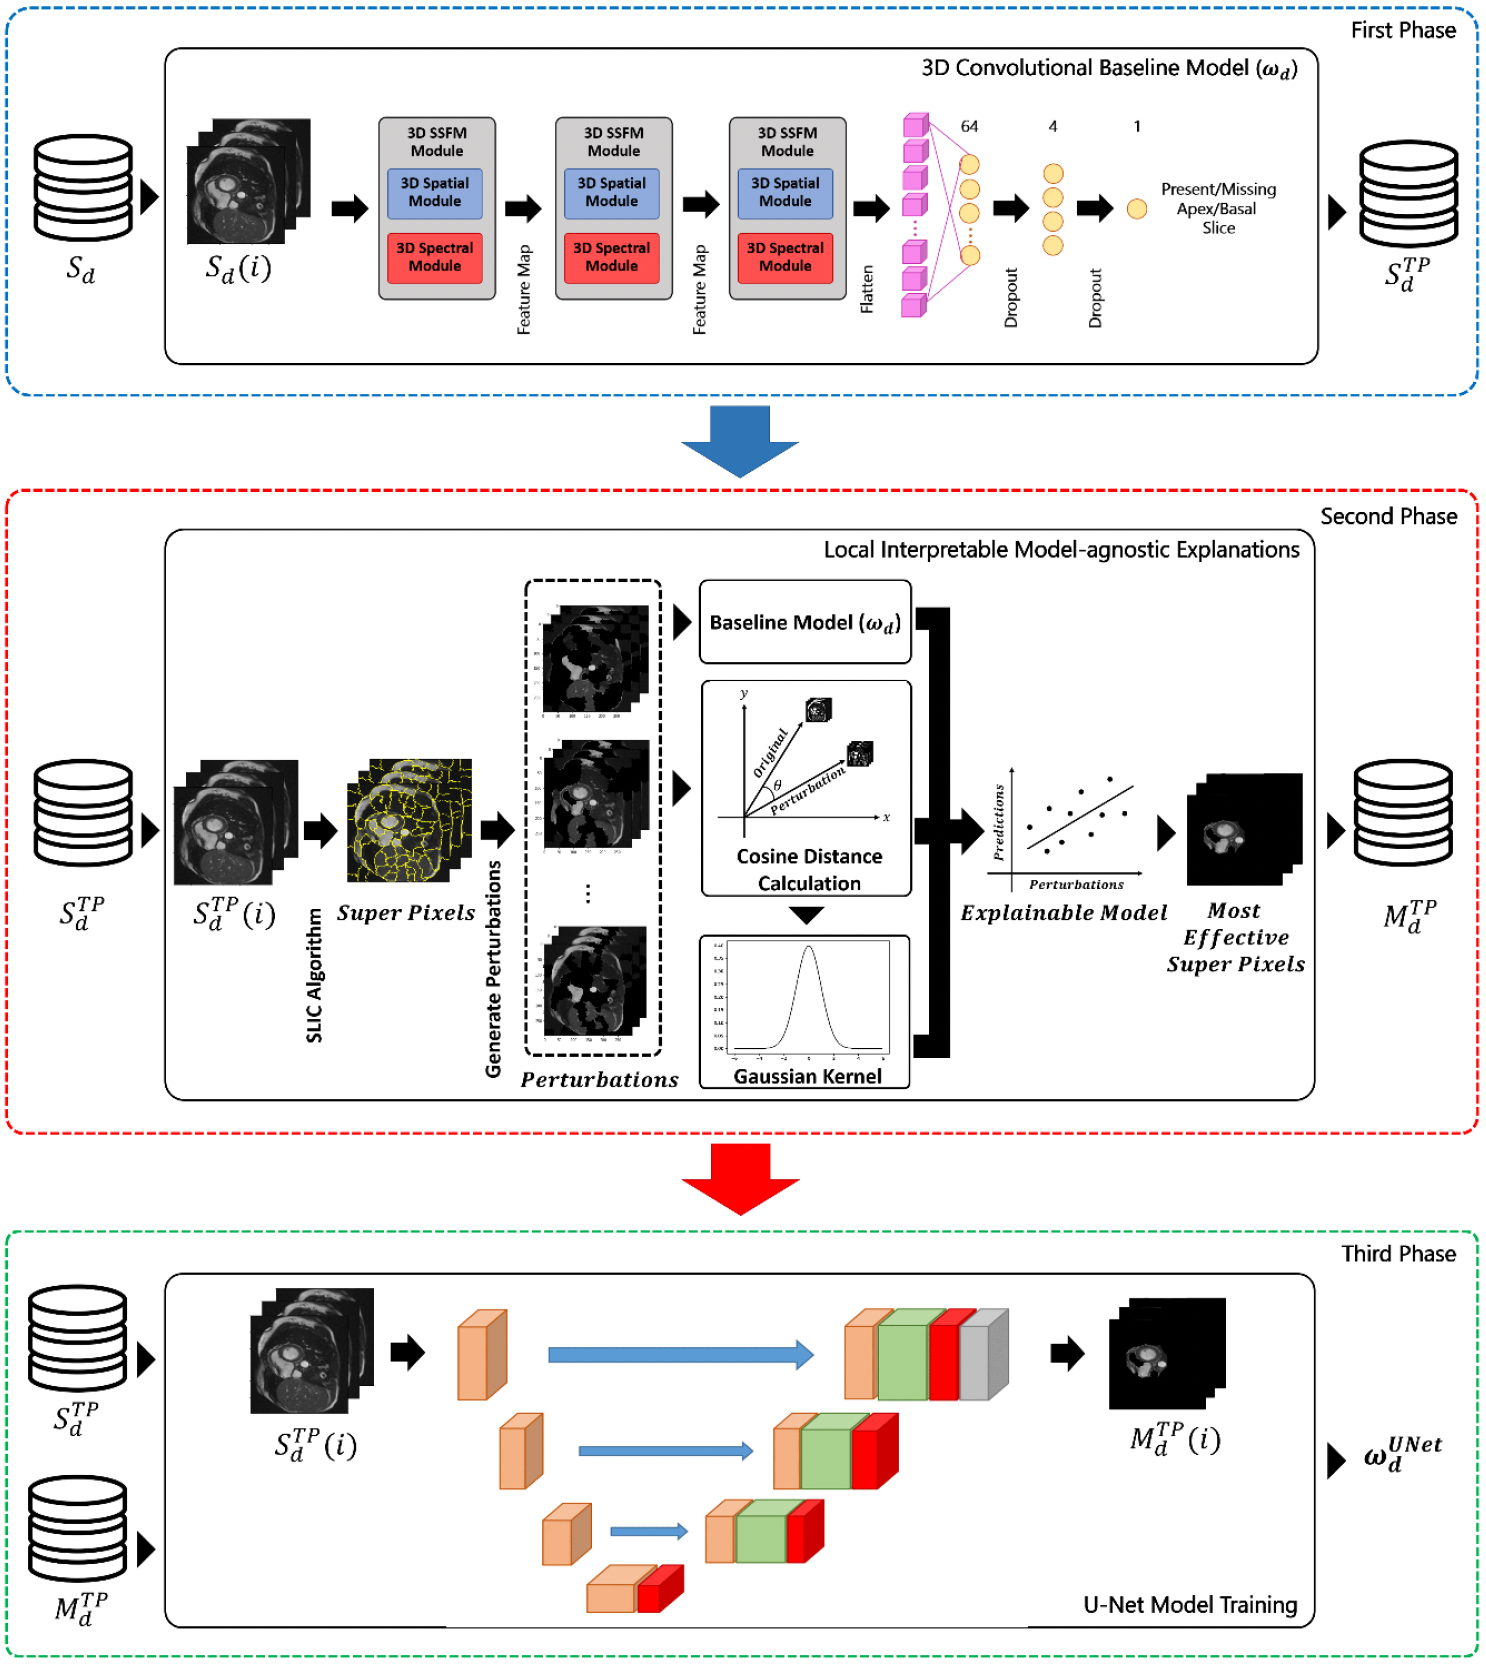 First Phase
3D Convolutional Baseline Model (ω_d)
3D SSFM
Module
3D Spatial
Module
3D Spectral
Module
3D SSFM
Module
3D Spatial
Module
3D Spectral
Module
3D SSFM
Module
3D Spatial
Module
3D Spectral
Module
Feature Map
Feature Map
Flatten
64
4
1
Dropout
Dropout
Present/Missing
Apex/Basal
Slice
S_d
S_d(i)
S_d^{TP}
Second Phase
Local Interpretable Model-agnostic Explanations
S_d^{TP}
S_d^{TP}(i)
SLIC Algorithm
Super Pixels
Generate Perturbations
Perturbations
Baseline Model (ω_d)
y
Original
θ
Perturbation
x
Cosine Distance
Calculation
Gaussian Kernel
Predictions
Perturbations
Explainable Model
Most
Effective
Super Pixels
M_d^{TP}
Third Phase
S_d^{TP}
M_d^{TP}
S_d^{TP}(i)
M_d^{TP}(i)
ω_d^{UNet}
U-Net Model Training